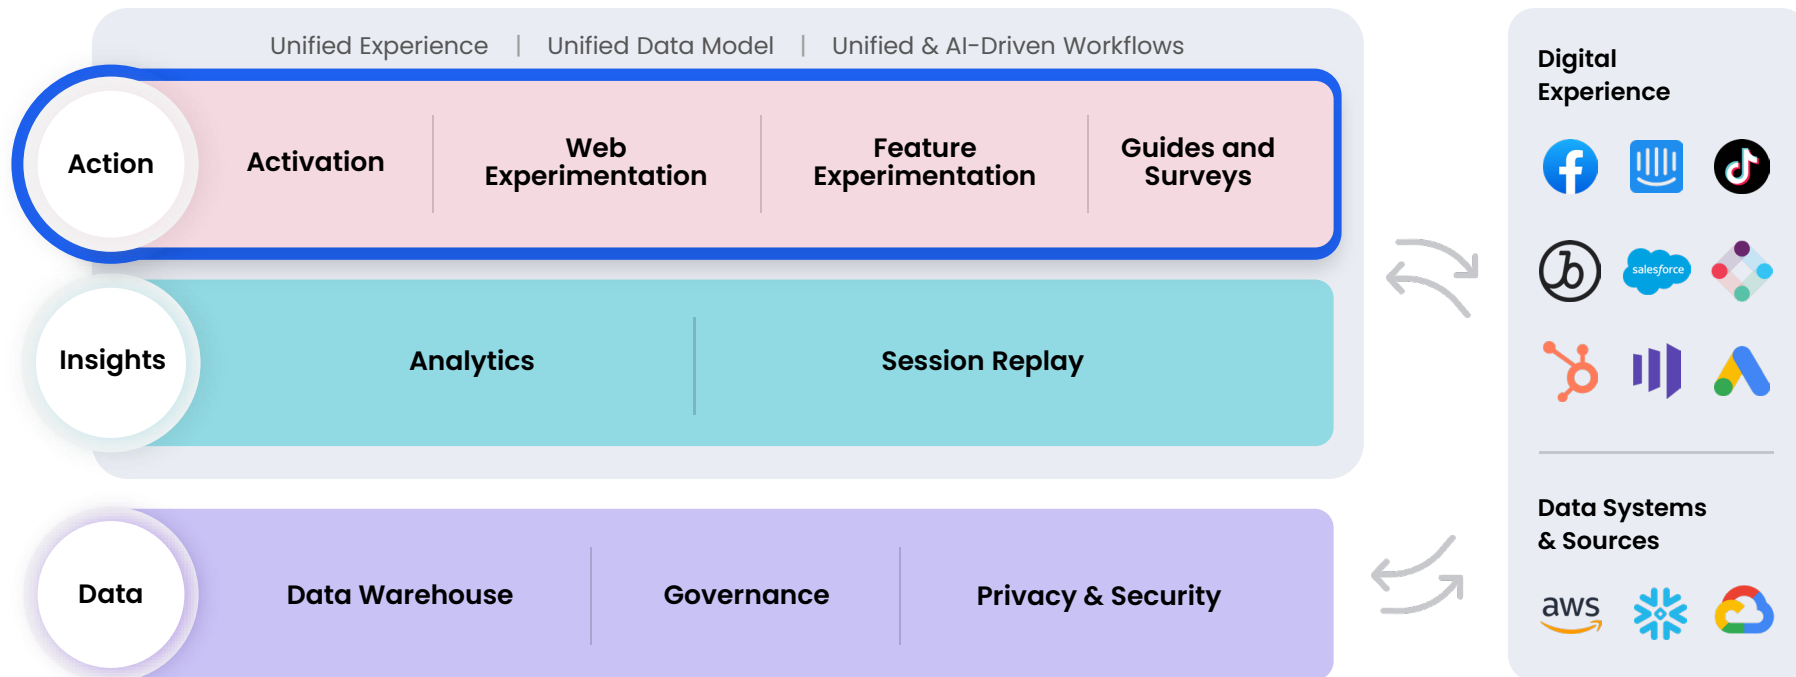 Unified Experience | Unified Data Model | Unified & AI-Driven Workflows
Action
Activation
Web
Experimentation
Feature
Experimentation
Guides and
Surveys
Insights
Analytics
Session Replay
Data
Data Warehouse
Governance
Privacy & Security
Digital
Experience
salesforce
Data Systems
& Sources
aws